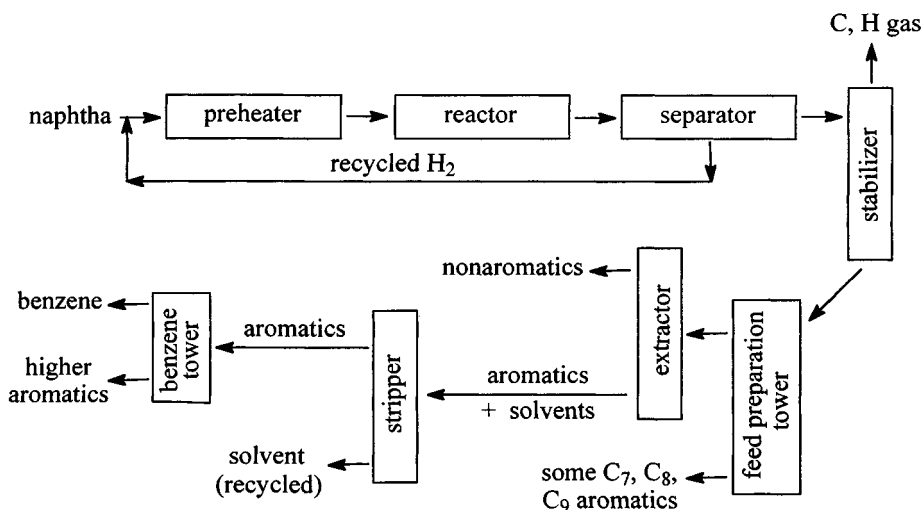 C, H gas
naphtha
preheater
reactor
separator
recycled H₂
stabilizer
nonaromatics
extractor
feed preparation
tower
benzene
benzene
tower
aromatics
higher
aromatics
stripper
aromatics
+ solvents
solvent
(recycled)
some C₇, C₈,
C₉ aromatics